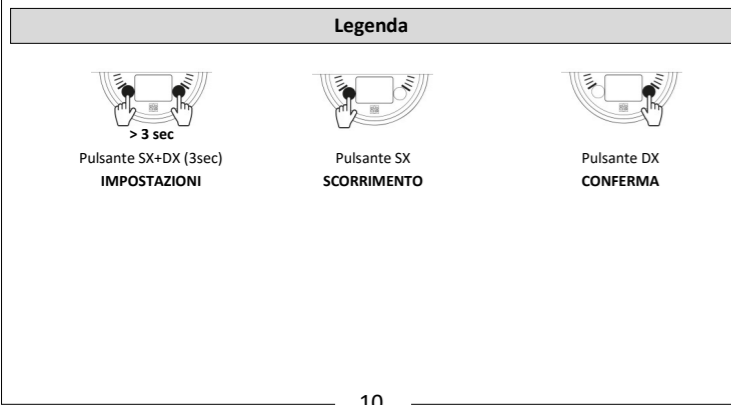 Legenda
> 3 sec
Pulsante SX+DX (3sec)
IMPOSTAZIONI
Pulsante SX
SCORRIMENTO
Pulsante DX
CONFERMA
10